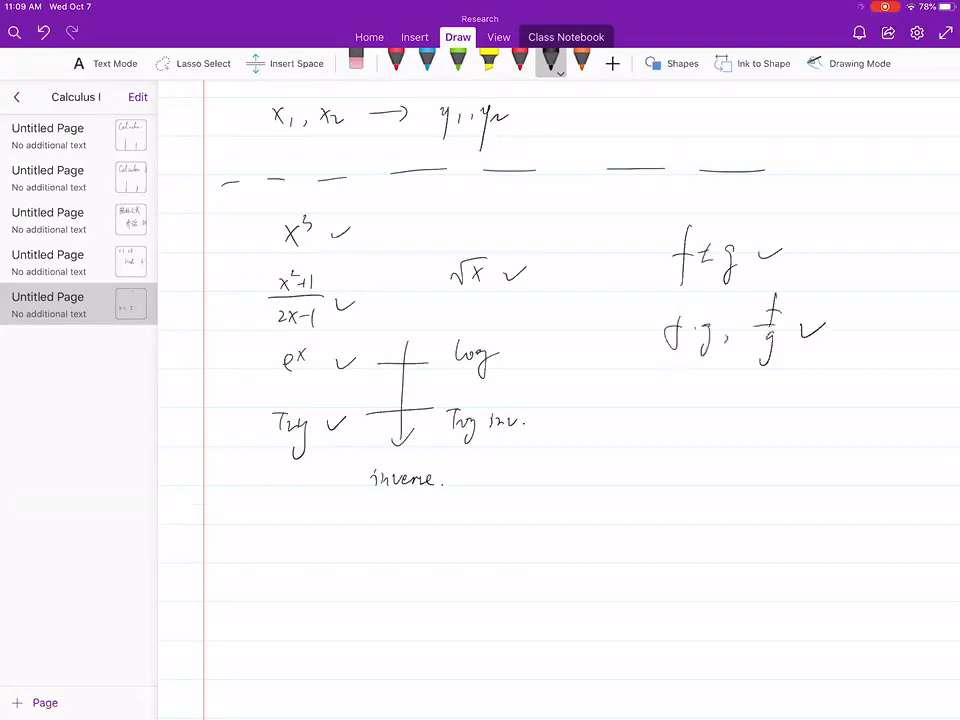 11:09 AM Wed Oct 7
78%
Research
Home Insert Draw View Class Notebook
A Text Mode Lasso Select Insert Space Shapes Ink to Shape Drawing Mode
Calculus I Edit
Untitled Page
No additional text
Untitled Page
No additional text
Untitled Page
No additional text
Untitled Page
No additional text
Untitled Page
No additional text
+ Page
x₁, x₂ → y₁, y₂
x³ ✓
f ± g ✓
x²+1 / 2x-1 ✓
√x ✓
f·g, f/g ✓
eˣ ✓
log
Trig ✓
Trig inv.
inverse.